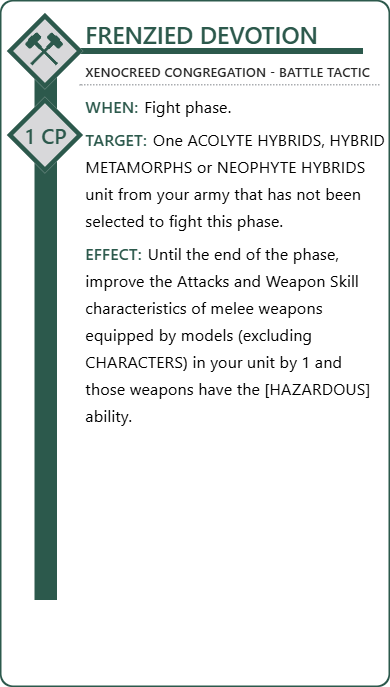 FRENZIED DEVOTION
XENOCREED CONGREGATION - BATTLE TACTIC
1 CP
WHEN: Fight phase.
TARGET: One ACOLYTE HYBRIDS, HYBRID
METAMORPHS or NEOPHYTE HYBRIDS
unit from your army that has not been
selected to fight this phase.
EFFECT: Until the end of the phase,
improve the Attacks and Weapon Skill
characteristics of melee weapons
equipped by models (excluding
CHARACTERS) in your unit by 1 and
those weapons have the [HAZARDOUS]
ability.